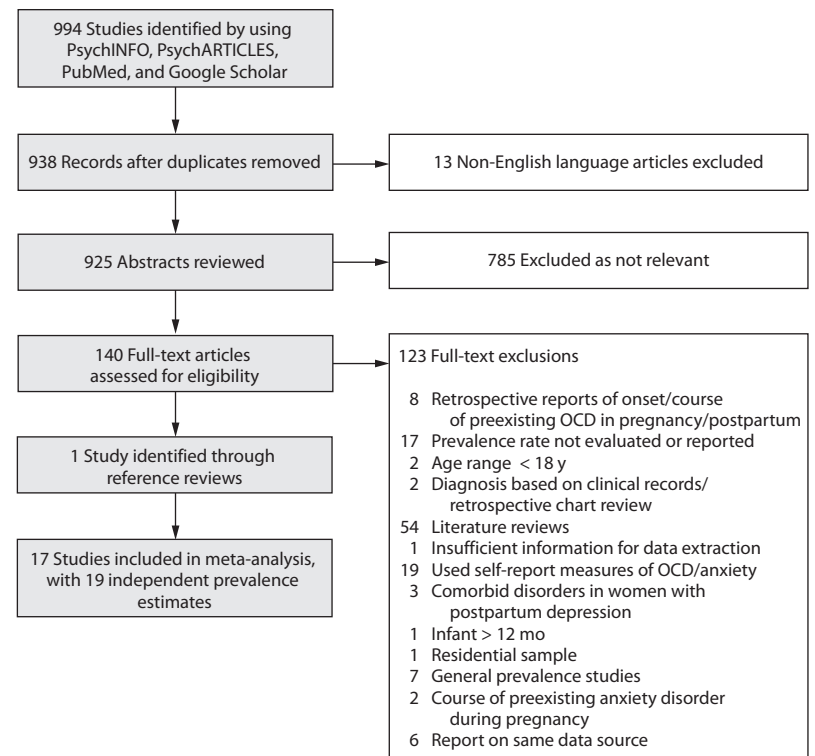 994 Studies identified by using
PsychINFO, PsychARTICLES,
PubMed, and Google Scholar
938 Records after duplicates removed
13 Non-English language articles excluded
925 Abstracts reviewed
785 Excluded as not relevant
140 Full-text articles
assessed for eligibility
123 Full-text exclusions
8 Retrospective reports of onset/course
of preexisting OCD in pregnancy/postpartum
17 Prevalence rate not evaluated or reported
2 Age range < 18 y
2 Diagnosis based on clinical records/
retrospective chart review
54 Literature reviews
1 Insufficient information for data extraction
19 Used self-report measures of OCD/anxiety
3 Comorbid disorders in women with
postpartum depression
1 Infant > 12 mo
1 Residential sample
7 General prevalence studies
2 Course of preexisting anxiety disorder
during pregnancy
6 Report on same data source
1 Study identified through
reference reviews
17 Studies included in meta-analysis,
with 19 independent prevalence
estimates